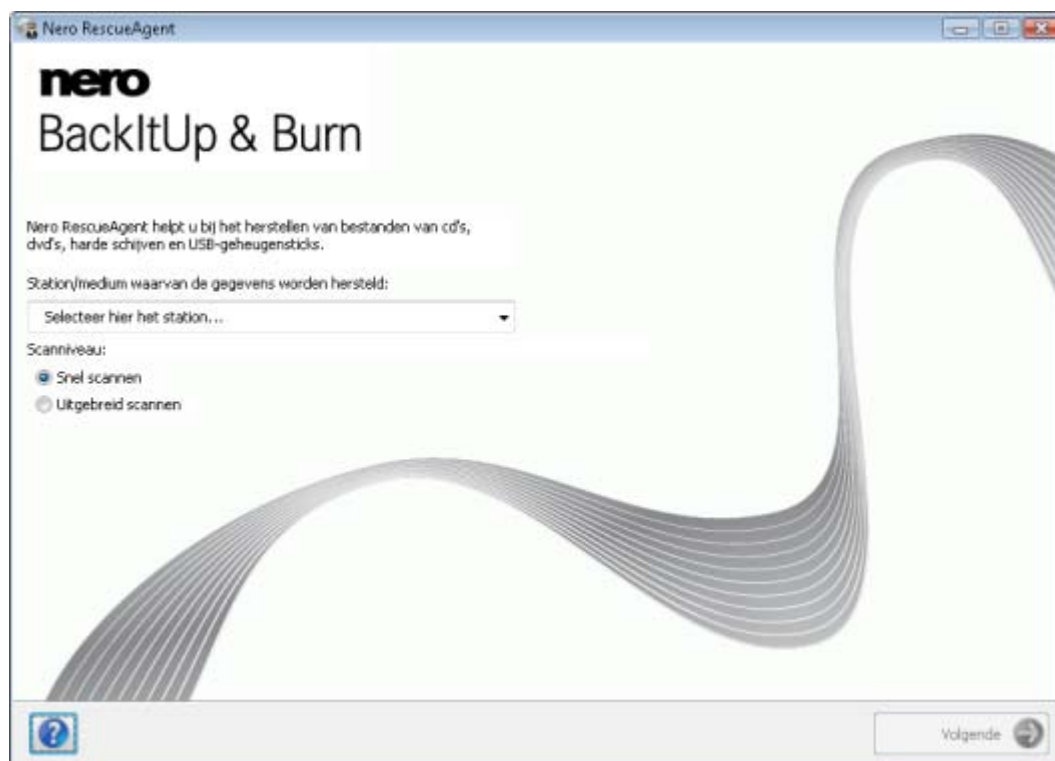 Nero RescueAgent
nero
BackItUp & Burn
Nero RescueAgent helpt u bij het herstellen van bestanden van cd's,
dvd's, harde schijven en USB-geheugensticks.
Station/medium waarvan de gegevens worden hersteld:
Selecteer hier het station...
Scanniveau:
Snel scannen
Uitgebreid scannen
Volgende